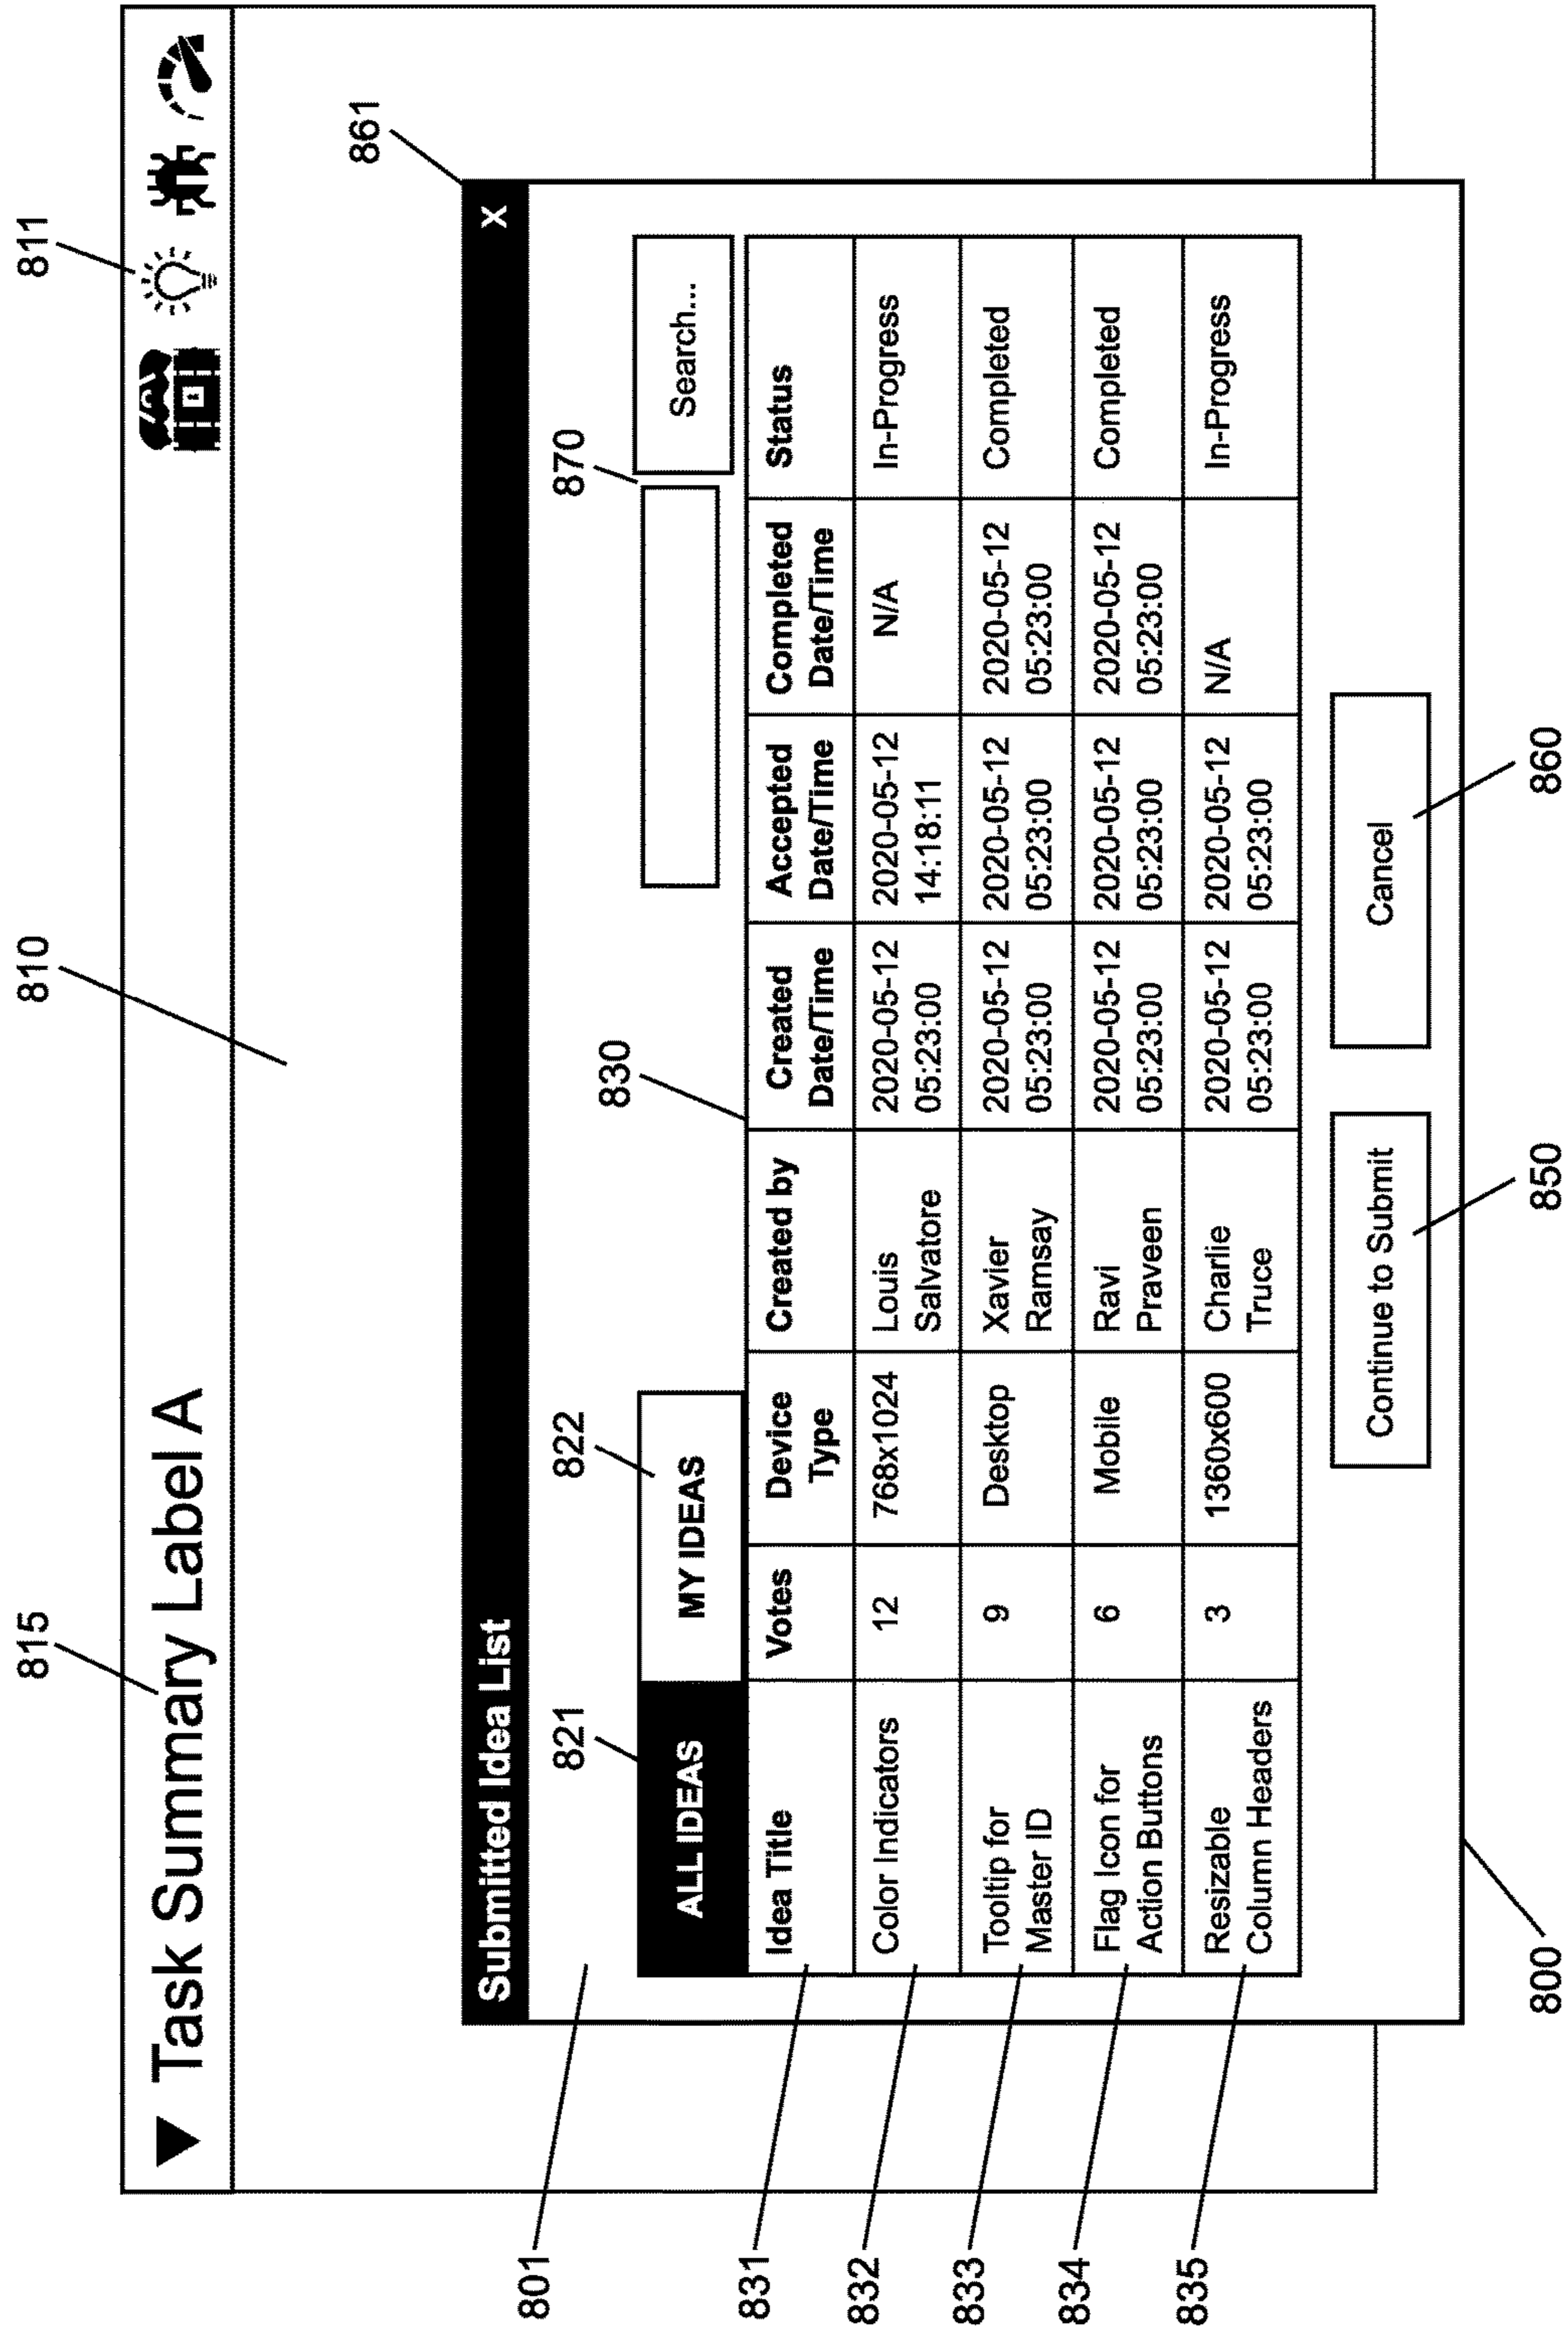 811
810
815
▼ Task Summary Label A
861
Submitted Idea List X
870
822
821
830
801
ALL IDEAS MY IDEAS Search...
Idea Title Votes Device Type Created by Created Date/Time Accepted Date/Time Completed Date/Time Status
831
Color Indicators 12 768x1024 Louis Salvatore 2020-05-12 05:23:00 2020-05-12 14:18:11 N/A In-Progress
832
Tooltip for Master ID 9 Desktop Xavier Ramsay 2020-05-12 05:23:00 2020-05-12 05:23:00 2020-05-12 05:23:00 Completed
833
Flag Icon for Action Buttons 6 Mobile Ravi Praveen 2020-05-12 05:23:00 2020-05-12 05:23:00 2020-05-12 05:23:00 Completed
834
Resizable Column Headers 3 1360x600 Charlie Truce 2020-05-12 05:23:00 2020-05-12 05:23:00 N/A In-Progress
835
Continue to Submit Cancel
800
850
860